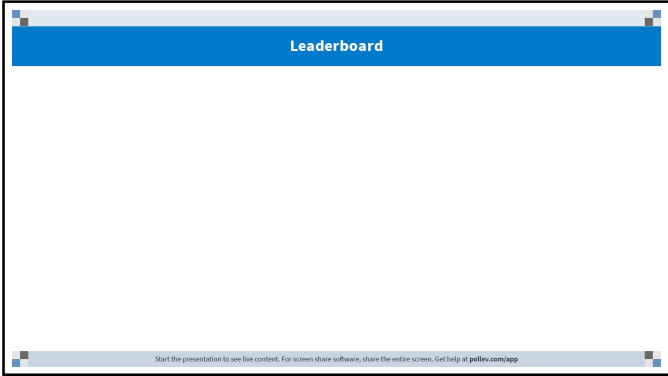 Leaderboard
Start the presentation to see live content. For screen share software, share the entire screen. Get help at pollev.com/app